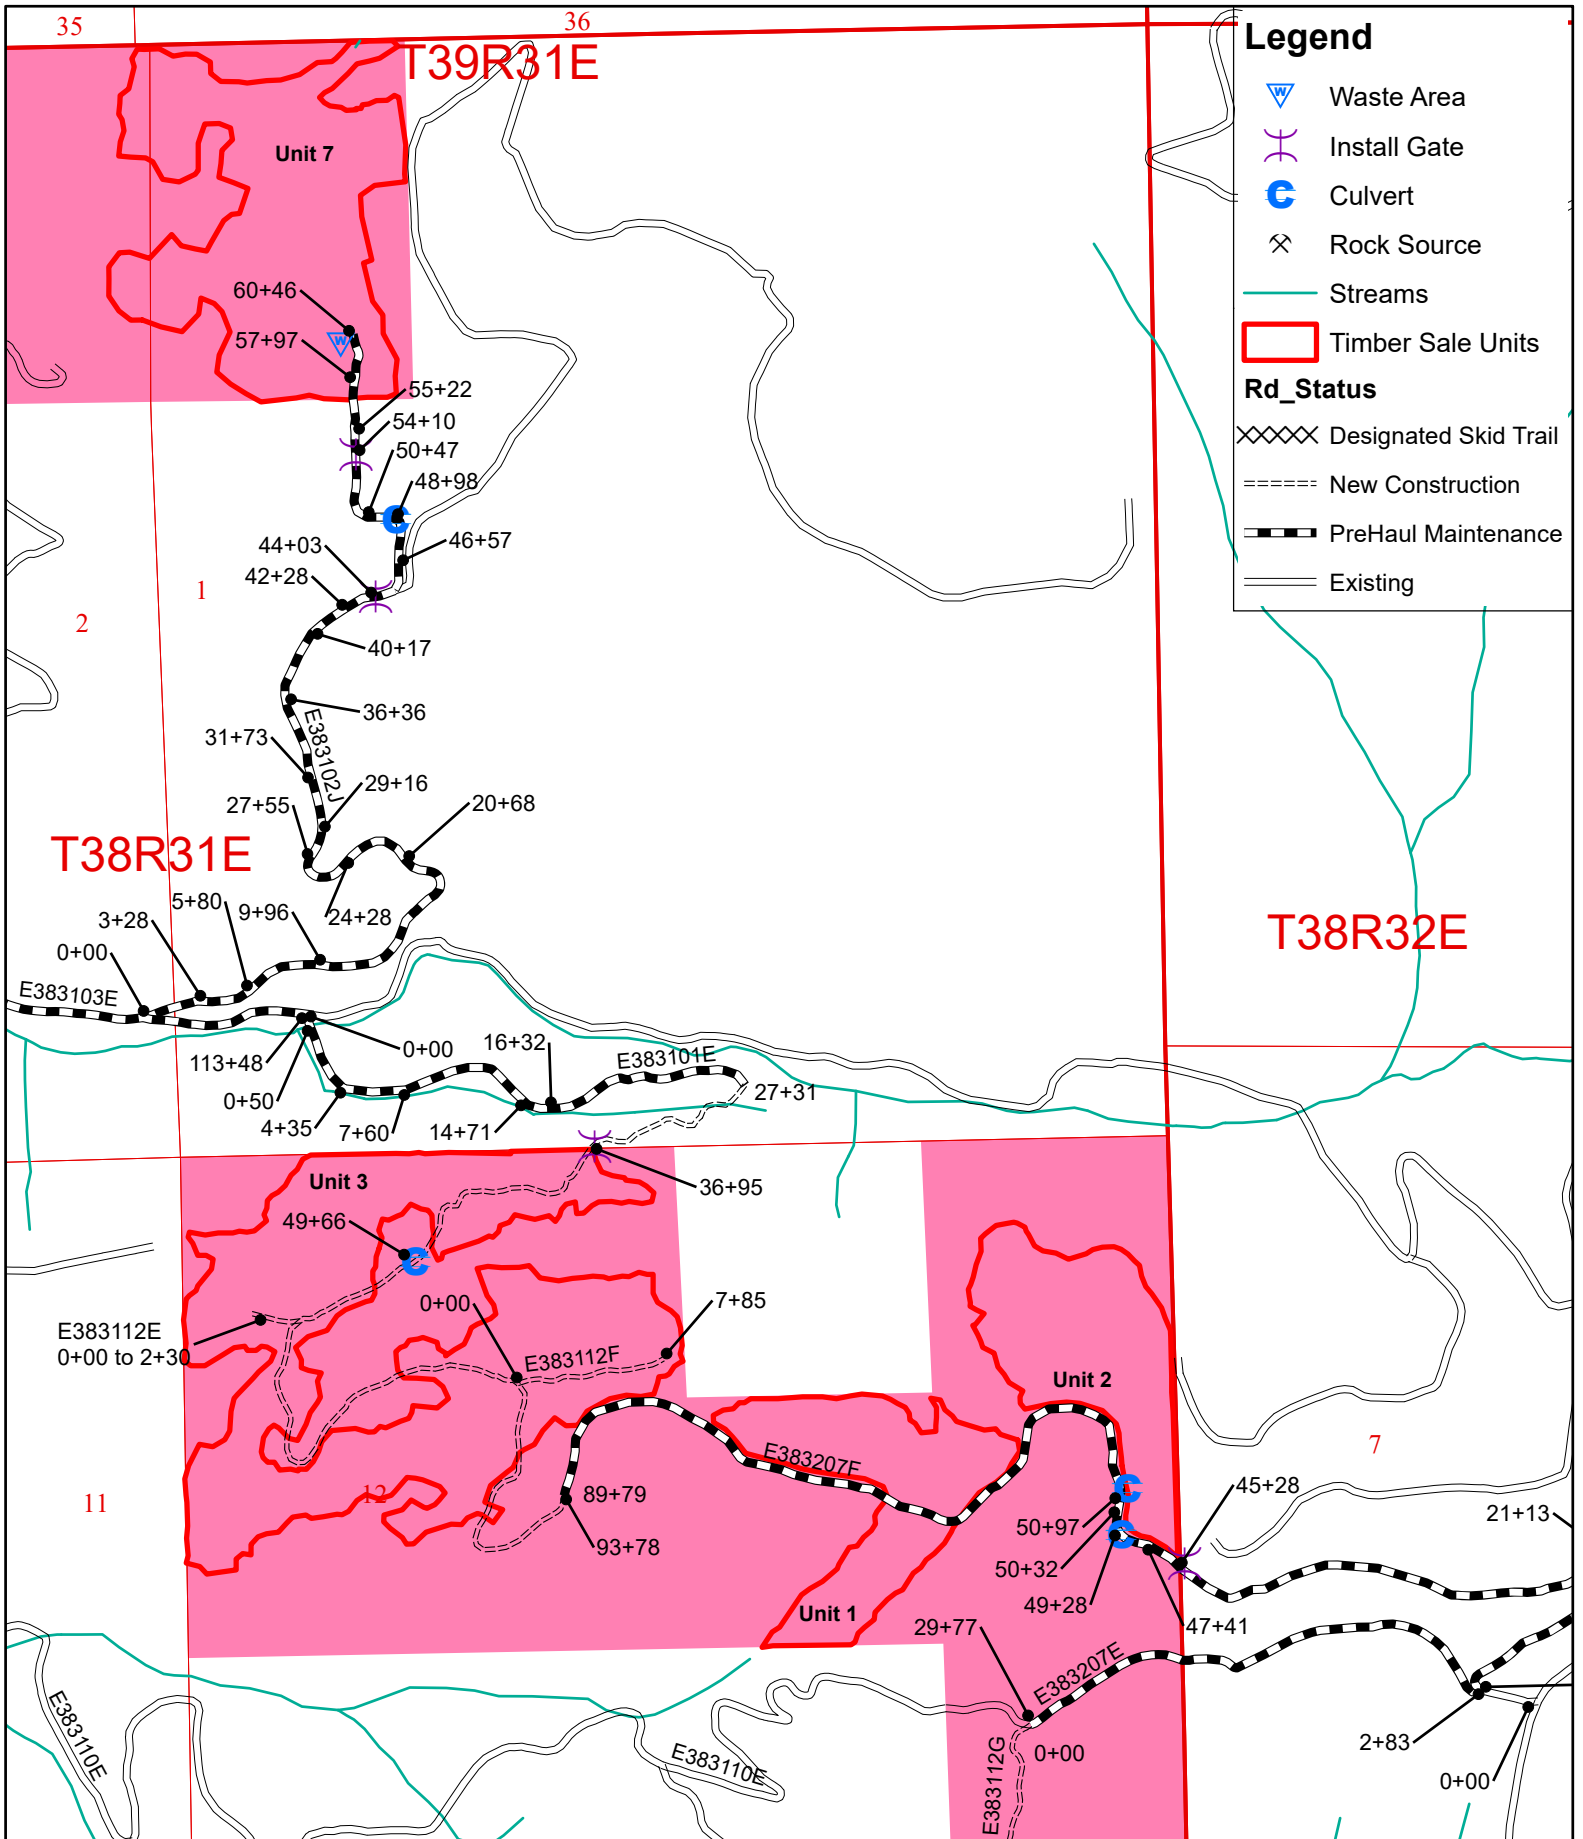 35
36
T39R31E
Unit 7
60+46
57+97
55+22
54+10
50+47
48+98
46+57
44+03
42+28
40+17
1
2
36+36
E383102J
31+73
29+16
27+55
20+68
T38R31E
24+28
5+80
9+96
3+28
0+00
E383103E
T38R32E
113+48
0+00
0+50
4+35
7+60
16+32
14+71
E383101E
27+31
36+95
Unit 3
49+66
0+00
7+85
E383112E
0+00 to 2+30
E383112F
Unit 2
E383207F
7
11
12
89+79
93+78
45+28
21+13
50+97
50+32
49+28
47+41
Unit 1
29+77
E383207E
0+00
E383112G
2+83
0+00
E383110E
E383110E
Legend
W
W
Waste Area
Install Gate
C
Culvert
Rock Source
Streams
Timber Sale Units
Rd_Status
Designated Skid Trail
New Construction
PreHaul Maintenance
Existing
C
C
C
C